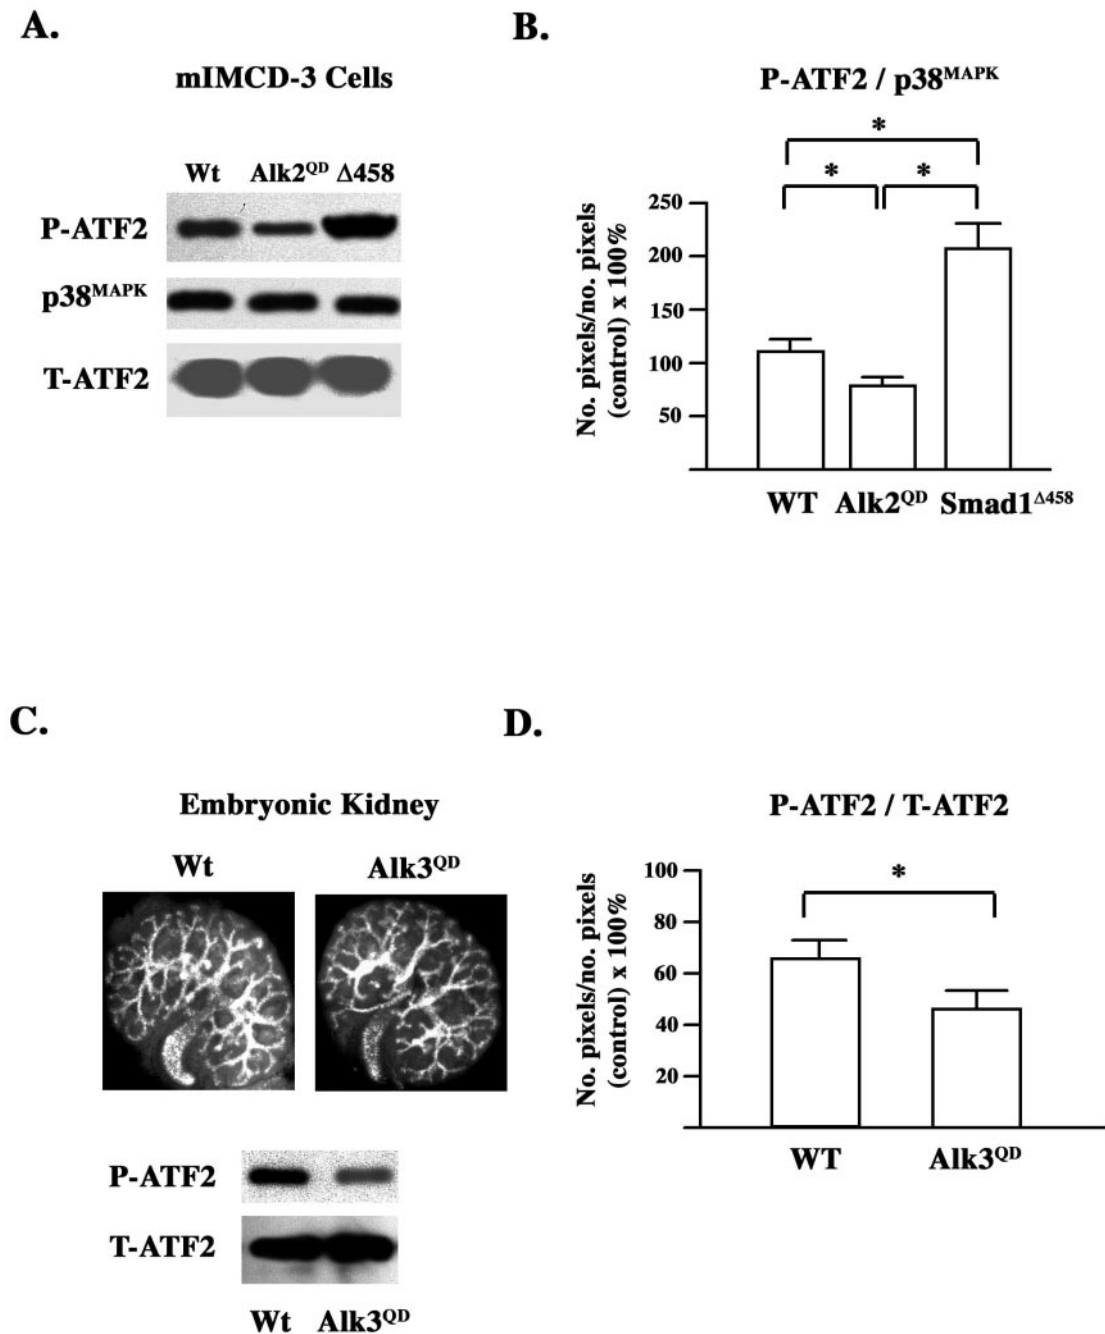 A.
mIMCD-3 Cells
Wt Alk2QD Δ458
P-ATF2
p38MAPK
T-ATF2
B.
P-ATF2 / p38MAPK
*
* *
No. pixels/no. pixels
(control) x 100%
250
200
150
100
50
WT Alk2QD Smad1Δ458
C.
Embryonic Kidney
Wt Alk3QD
P-ATF2
T-ATF2
Wt Alk3QD
D.
P-ATF2 / T-ATF2
*
No. pixels/no. pixels
(control) x 100%
100
80
60
40
20
WT Alk3QD